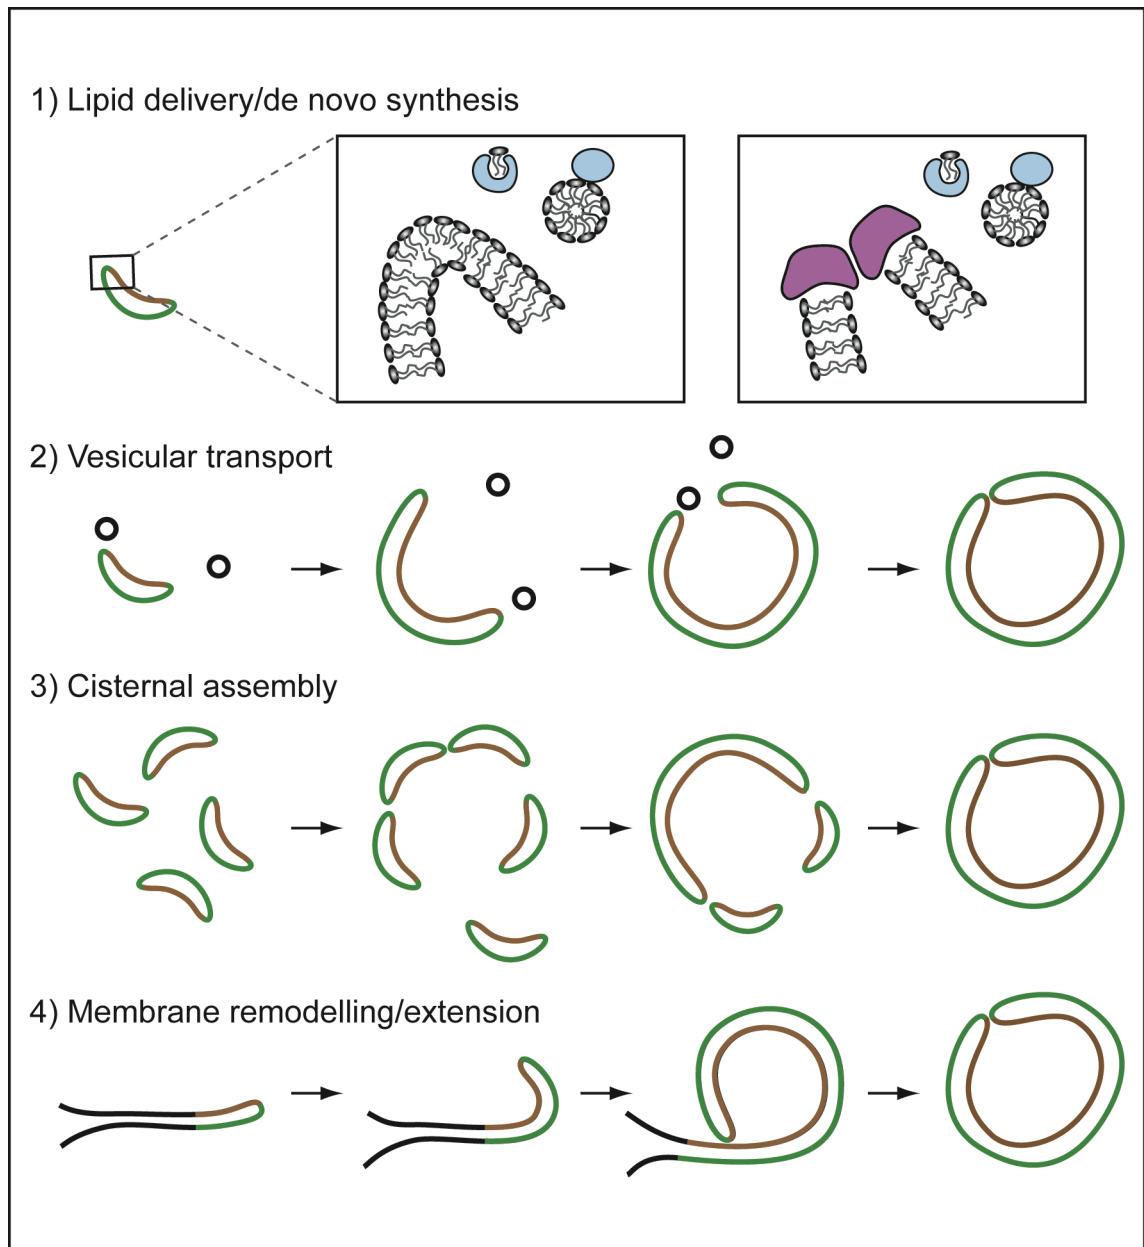 1) Lipid delivery/de novo synthesis
2) Vesicular transport
3) Cisternal assembly
4) Membrane remodelling/extension